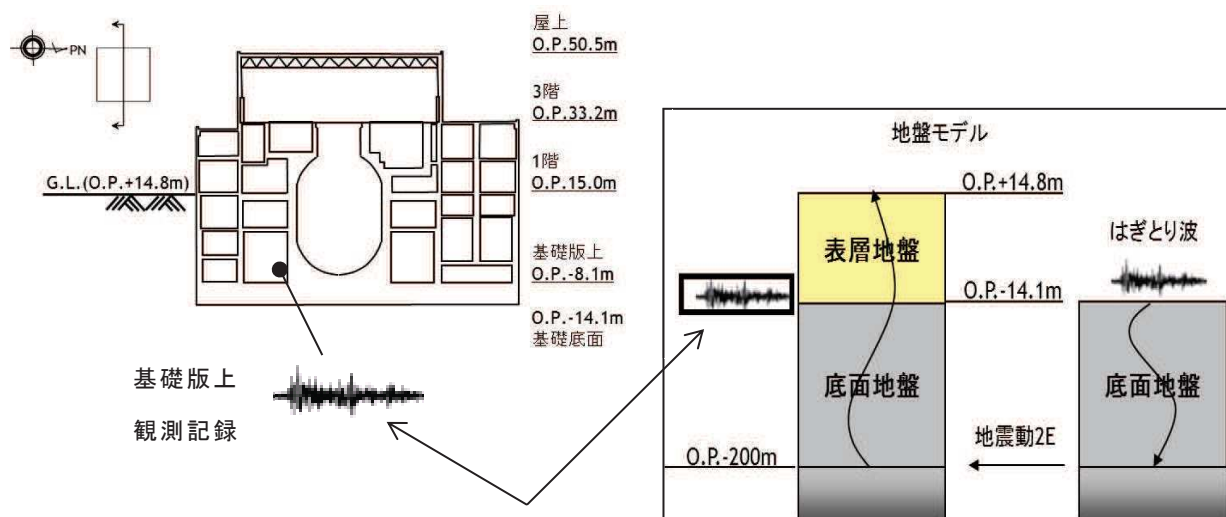 PN
屋上
O.P.50.5m
3階
O.P.33.2m
1階
O.P.15.0m
G.L.(O.P.+14.8m)
基礎版上
O.P.-8.1m
O.P.-14.1m
基礎底面
基礎版上
観測記録
地盤モデル
O.P.+14.8m
表層地盤
はぎとり波
O.P.-14.1m
底面地盤
底面地盤
地震動2E
O.P.-200m